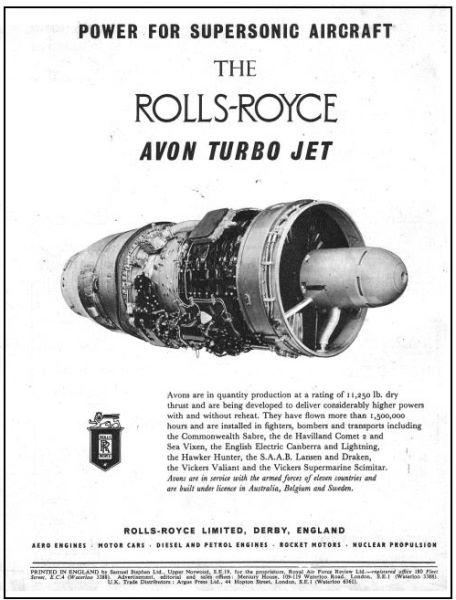 POWER FOR SUPERSONIC AIRCRAFT
THE
ROLLS-ROYCE
AVON TURBO JET
Avons are in quantity production at a rating of 11,250 lb. dry
thrust and are being developed to deliver considerably higher powers
with and without reheat. They have flown more than 1,500,000
hours and are installed in fighters, bombers and transports including
the Commonwealth Sabre, the de Havilland Comet 2 and
Sea Vixen, the English Electric Canberra and Lightning,
the Hawker Hunter, the S.A.A.B. Lansen and Draken,
the Vickers Valiant and the Vickers Supermarine Scimitar.
Avons are in service with the armed forces of eleven countries and
are built under licence in Australia, Belgium and Sweden.
ROLLS
RR
ROYCE
ROLLS-ROYCE LIMITED, DERBY, ENGLAND
AERO ENGINES · MOTOR CARS · DIESEL AND PETROL ENGINES · ROCKET MOTORS · NUCLEAR PROPULSION
PRINTED IN ENGLAND by Samuel Stephen Ltd., Upper Norwood, S.E.19, for the proprietors, Royal Air Force Review Ltd.—registered office 180 Fleet
Street, E.C.4 (Waterloo 3388). Advertisement, editorial and sales offices: Mercury House, 109-119 Waterloo Road, London, S.E.1 (Waterloo 3388).
U.K. Trade Distributors: Argus Press Ltd., 44 Hopton Street, London, S.E.1 (Waterloo 6361).